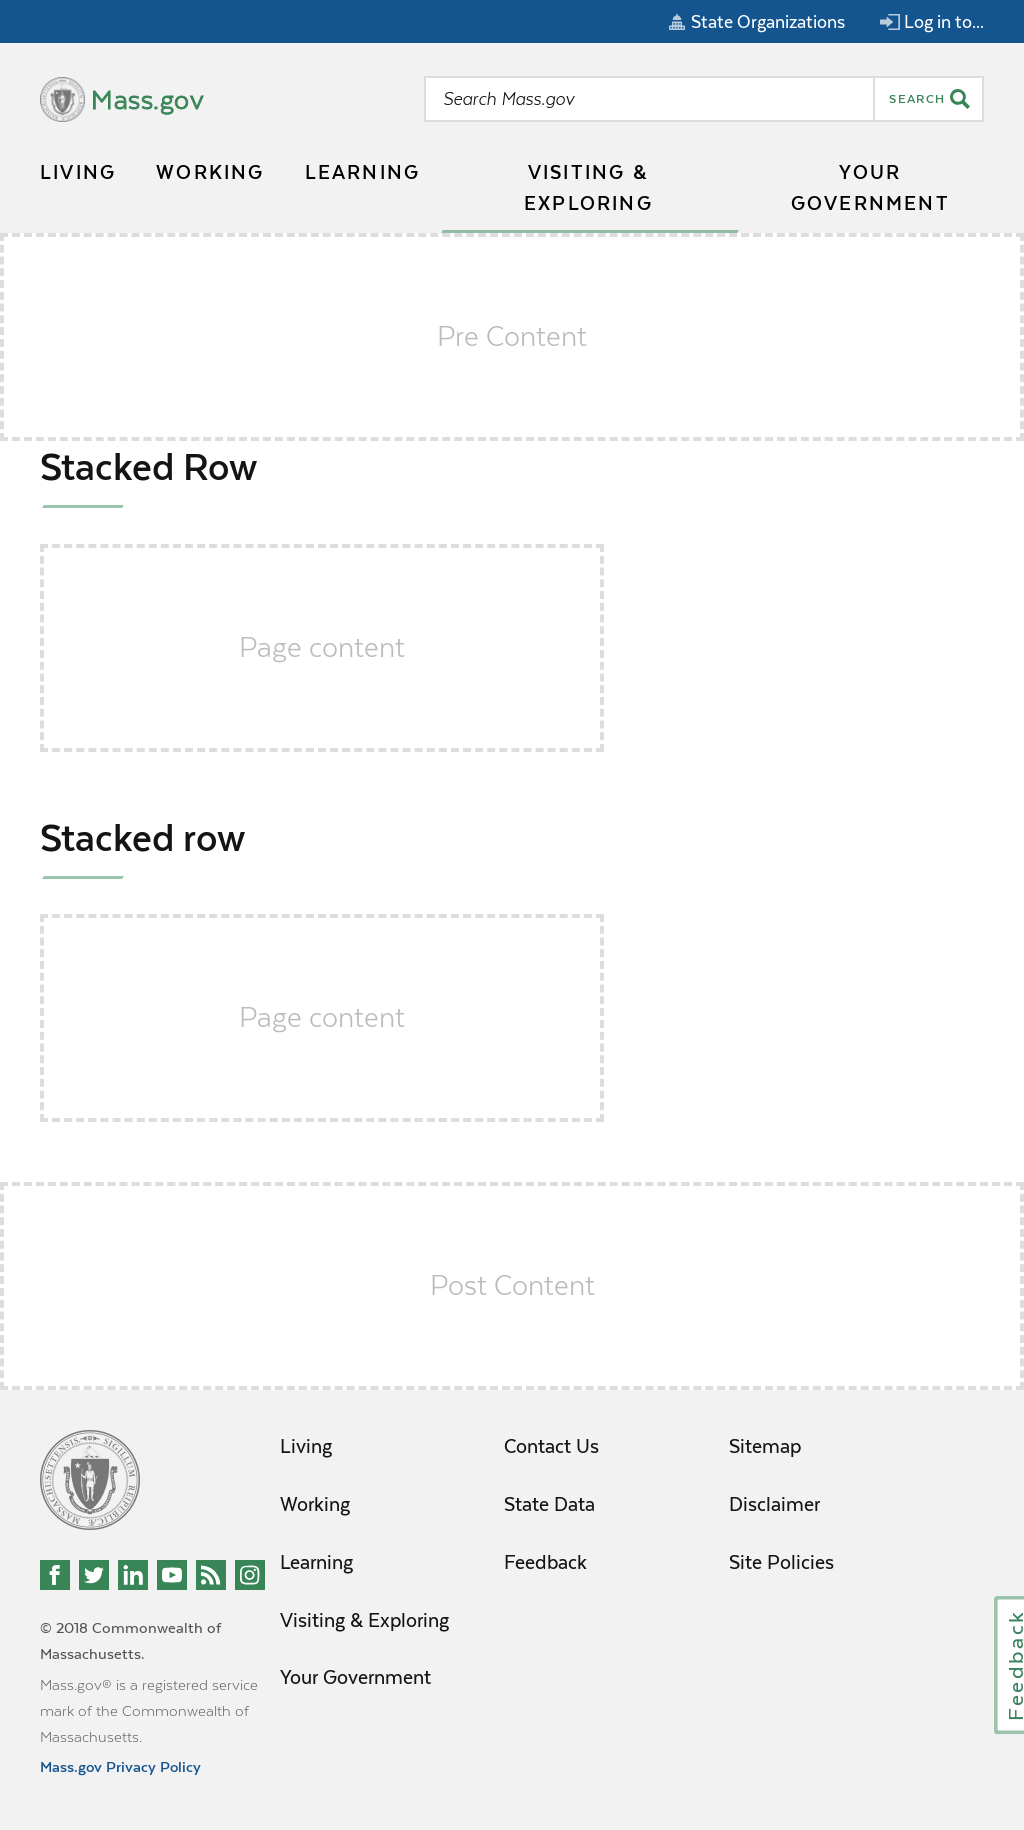 State Organizations
Log in to...
Mass.gov
Search Mass.gov
SEARCH
LIVING
WORKING
LEARNING
VISITING &
EXPLORING
YOUR
GOVERNMENT
Pre Content
Stacked Row
Page content
Stacked row
Page content
Post Content
Living
Working
Learning
Visiting & Exploring
Your Government
Contact Us
State Data
Feedback
Sitemap
Disclaimer
Site Policies
© 2018 Commonwealth of
Massachusetts.
Mass.gov® is a registered service
mark of the Commonwealth of
Massachusetts.
Mass.gov Privacy Policy
Feedback